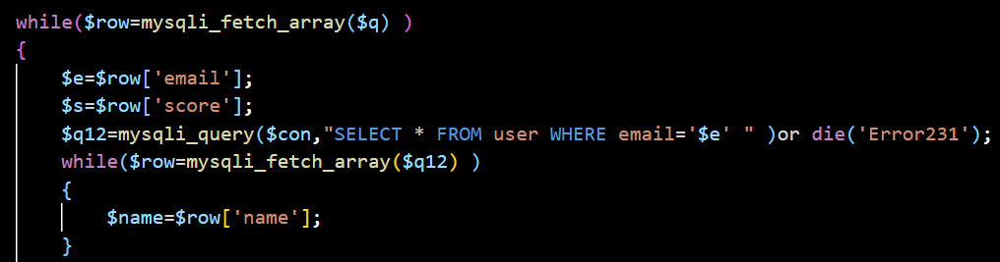 while($row=mysqli_fetch_array($q) )
{
$e=$row['email'];
$s=$row['score'];
$q12=mysqli_query($con,"SELECT * FROM user WHERE email='$e' " )or die('Error231');
while($row=mysqli_fetch_array($q12) )
{
$name=$row['name'];
}